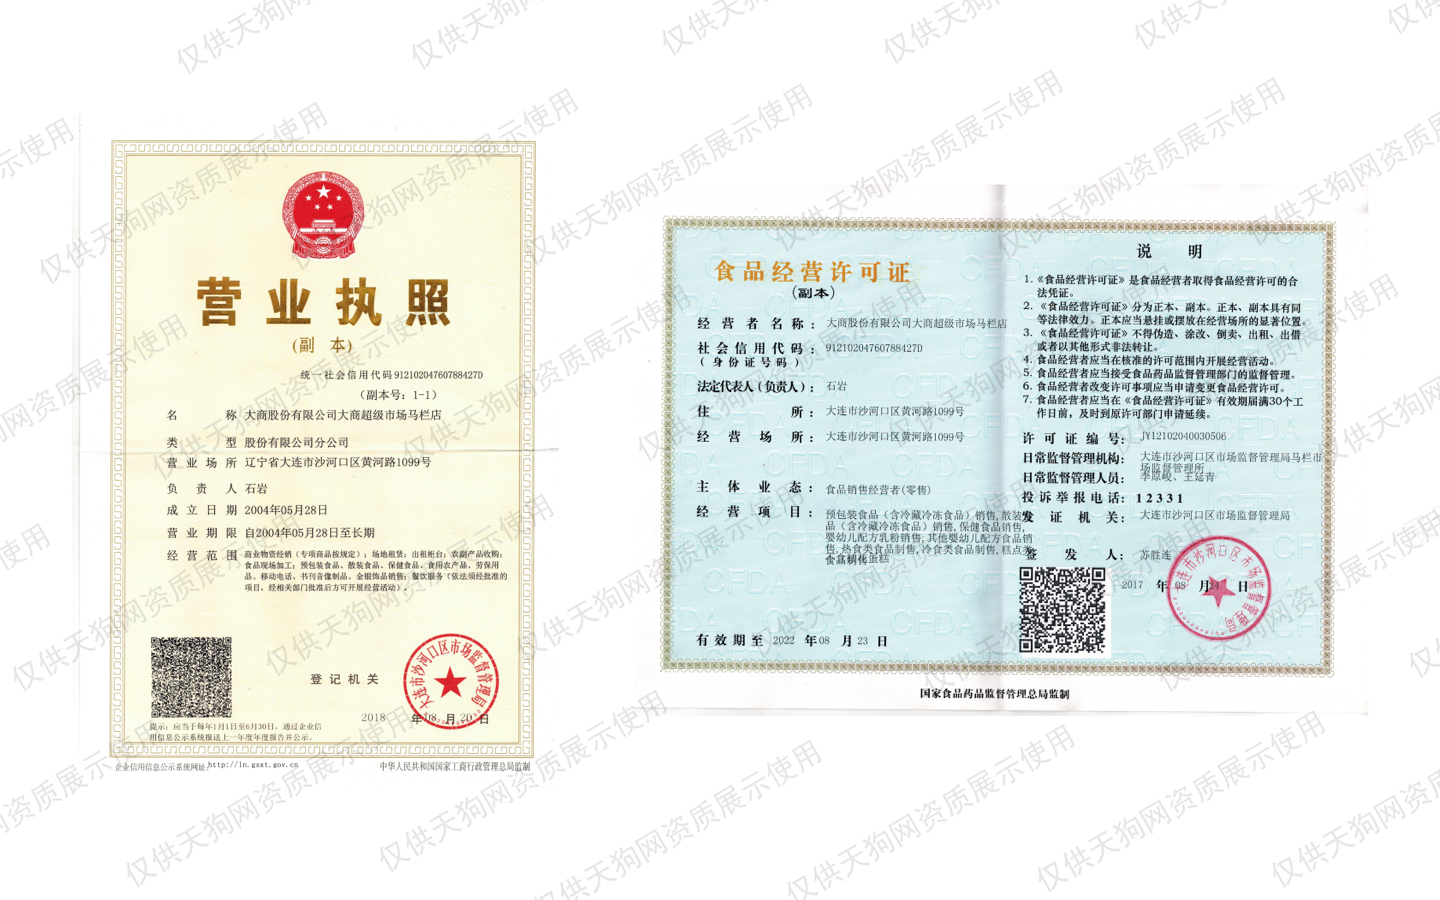 营业执照
(副 本)
统一社会信用代码 91210204760788427D
（副本号：1-1）
名 称 大商股份有限公司大商超级市场马栏店
类 型 股份有限公司分公司
营业场所 辽宁省大连市沙河口区黄河路1099号
负责人 石岩
成立日期 2004年05月28日
营业期限 自2004年05月28日至长期
经营范围 商业物资经销（专项商品按规定）；场地租赁；出租柜台；农副产品收购；
食品现场加工；预包装食品、散装食品、保健食品、食用农产品、劳保用
品、移动电话、书刊音像制品、金银饰品销售；餐饮服务（依法须经批准的
项目，经相关部门批准后方可开展经营活动）。
登记机关
大连市沙河口区市场监督管理局
2018 年 08 月 20 日
提示：应当于每年1月1日至6月30日，通过企业信
用信息公示系统报送上一年度年度报告并公示。
企业信用信息公示系统网址：http://ln.gsxt.gov.cn
中华人民共和国国家工商行政管理总局监制
食品经营许可证
(副本)
经营者名称：大商股份有限公司大商超级市场马栏店
社会信用代码：91210204760788427D
(身份证号码)
法定代表人(负责人)：石岩
住 所：大连市沙河口区黄河路1099号
经营场所：大连市沙河口区黄河路1099号
主体业态：食品销售经营者(零售)
经营项目：预包装食品（含冷藏冷冻食品）销售,散装食
品（含冷藏冷冻食品）销售,保健食品销售,
婴幼儿配方乳粉销售,其他婴幼儿配方食品销
售,热食类食品制售,冷食类食品制售,糕点类
有效期至 2022 年 08 月 23 日
说 明
1.《食品经营许可证》是食品经营者取得食品经营许可的合
法凭证。
2.《食品经营许可证》分为正本、副本。正本、副本具有同
等法律效力。正本应当悬挂或摆放在经营场所的显著位置。
3.《食品经营许可证》不得伪造、涂改、倒卖、出租、出借
或者以其他形式非法转让。
4. 食品经营者应当在核准的许可范围内开展经营活动。
5. 食品经营者应当接受食品药品监督管理部门的监督管理。
6. 食品经营者改变许可事项应当申请变更食品经营许可。
7. 食品经营者应当在《食品经营许可证》有效期届满30个工
作日前，及时到原许可部门申请延续。
许可证编号：JY12102040030506
日常监督管理机构：大连市沙河口区市场监督管理局马栏市
场监督管理所
日常监督管理人员：李原峻、王延青
投诉举报电话：12331
发证机关：大连市沙河口区市场监督管理局
签发人：苏胜连
2017 年 08 月 24 日
大连市沙河口区市场监督管理局
国家食品药品监督管理总局监制
仅供天狗网资质展示使用